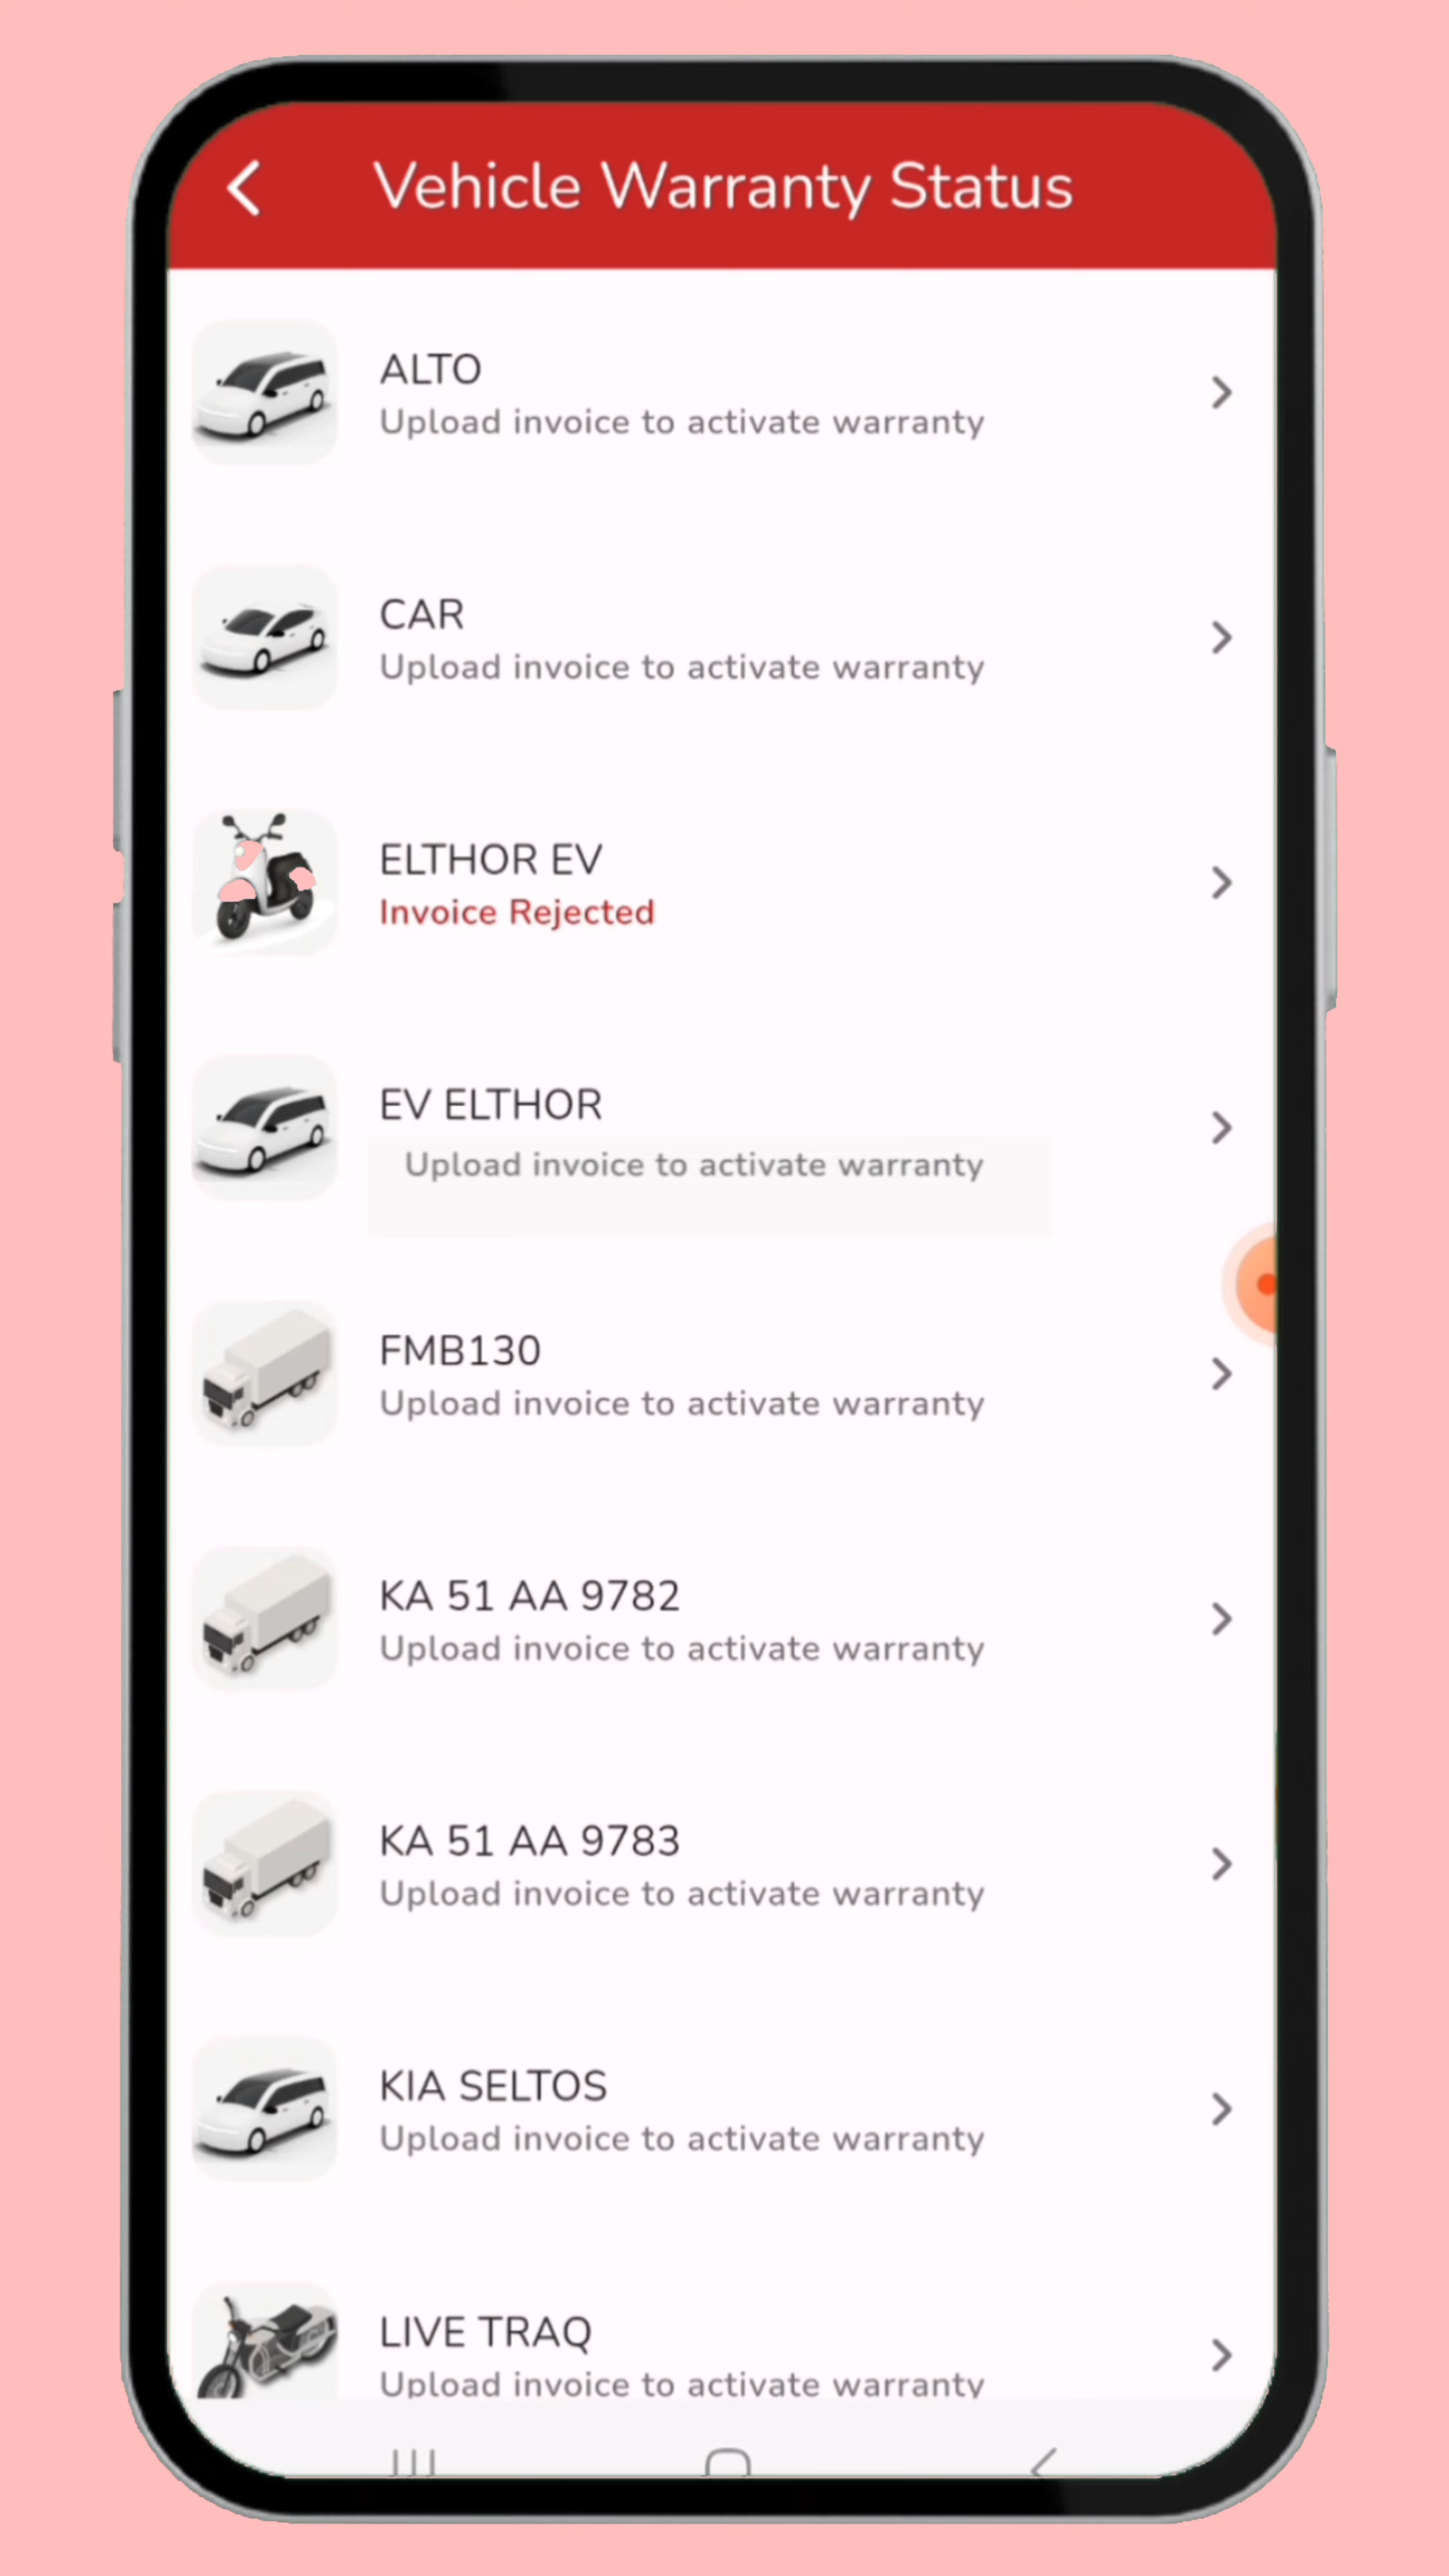 Vehicle Warranty Status
ALTO
Upload invoice to activate warranty
CAR
Upload invoice to activate warranty
ELTHOR EV
Invoice Rejected
EV ELTHOR
Upload invoice to activate warranty
FMB130
Upload invoice to activate warranty
KA 51 AA 9782
Upload invoice to activate warranty
KA 51 AA 9783
Upload invoice to activate warranty
KIA SELTOS
Upload invoice to activate warranty
LIVE TRAQ
Upload invoice to activate warranty